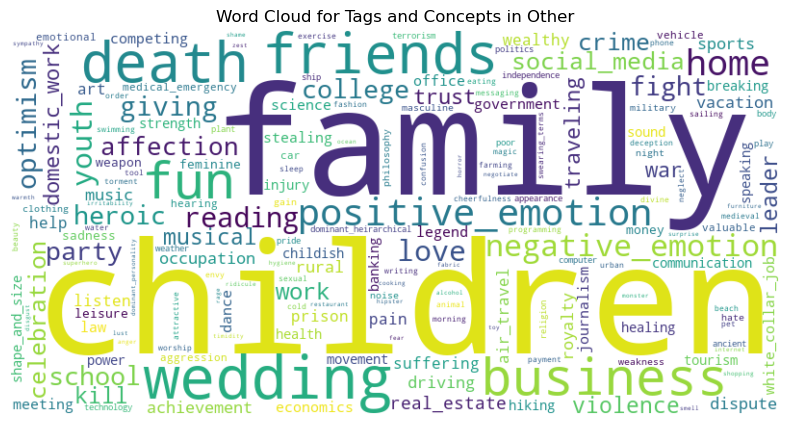 Word Cloud for Tags and Concepts in Other
sympathy emotional competing
death
friends
wealthy
crime
phone
vehicle
sports
terrorism
exercise
politics
shame
zest
ship
eating
independence
messaging
social_media
home
breaking
vacation
body
optimism
domestic_work
art
order
medical_emergency
youth
giving
college
office
science
fashion
masculine
trust
government
fight
military
sailing
family
swimming
plant
strength
stealing
affection
weapon
tool
torment
feminine
car
sleep
injury
philosophy
confusion
horror
poor
magic
farming
negotiate
swearing_terms
traveling
sound
deception
night
war
neglect
speaking
play
leader
warmth
irritability
music
hearing
fun
gain
cheerfulness
appearance
divine
furniture
medieval
clothing
help
heroic
reading
positive_emotion
programming
surprise
money
valuable
beauty
sadness
water
weather
musical
pride
dominant_heirarchical
legend
love
negative_emotion
party
superhero
dominant_personality
occupation
childish
hygiene
envy
rural
sexual
banking
writing
cooking
fabric
computer
urban
communication
children
celebration
shape_and_size
disgust
listen
leisure
law
anger
lust
attractive
dance
rage
ridicule
timidity
work
cold
restaurant
hipster
noise
prison
health
pain
alcohol
animal
morning
toy
fear
air_travel
religion
royalty
journalism
monster
healing
beach
hate
pet
ancient
internet
white_collar_job
power
worship
aggression
movement
suffering
weakness
payment
tourism
shopping
school
wedding
driving
business
meeting
kill
technology
achievement
economics
real_estate
hiking
violence
smell
dispute